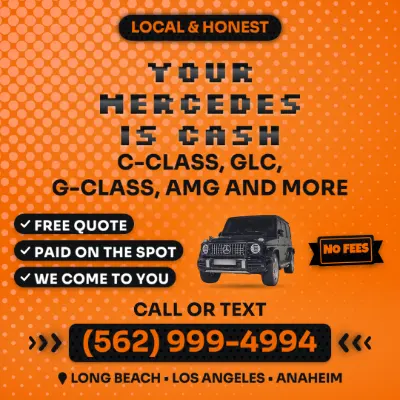 LOCAL & HONEST
YOUR
MERCEDES
IS CASH
C-CLASS, GLC,
G-CLASS, AMG AND MORE
FREE QUOTE
PAID ON THE SPOT
WE COME TO YOU
NO FEES
CALL OR TEXT
(562) 999-4994
LONG BEACH • LOS ANGELES • ANAHEIM